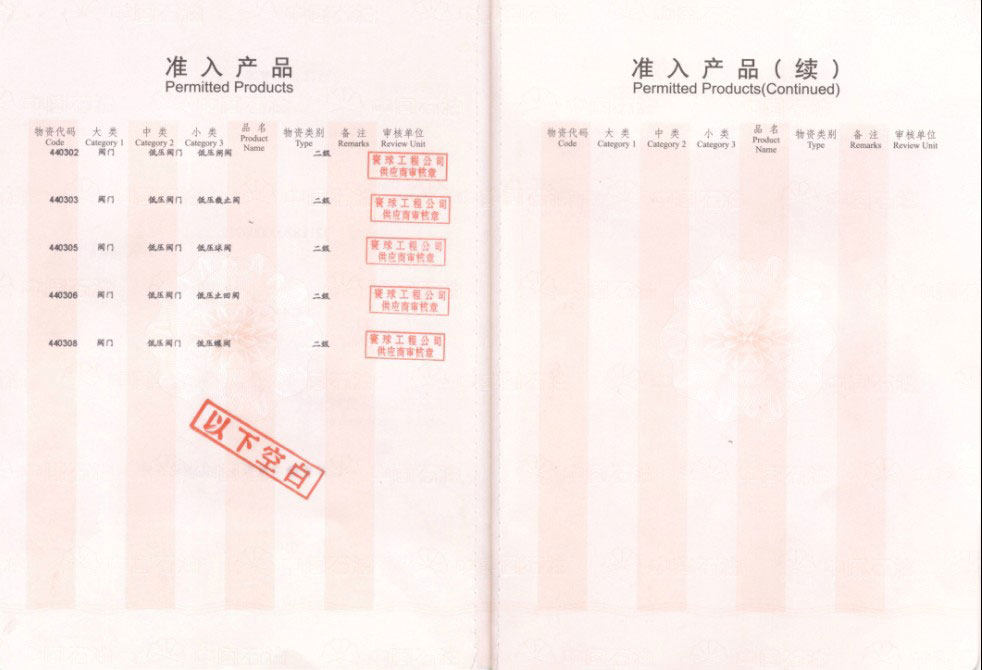 准入产品
Permitted Products
物资代码 大类 中类 小类 品名 物资类别 备注 审核单位
Code Category 1 Category 2 Category 3 Product Name Type Remarks Review Unit
440302 阀门 低压阀门 低压闸阀 二级
寰球工程公司
供应商审核章
440303 阀门 低压阀门 低压截止阀 二级
寰球工程公司
供应商审核章
440305 阀门 低压阀门 低压球阀 二级
寰球工程公司
供应商审核章
440306 阀门 低压阀门 低压止回阀 二级
寰球工程公司
供应商审核章
440308 阀门 低压阀门 低压蝶阀 二级
寰球工程公司
供应商审核章
以下空白
准入产品(续)
Permitted Products(Continued)
物资代码 大类 中类 小类 品名 物资类别 备注 审核单位
Code Category 1 Category 2 Category 3 Product Name Type Remarks Review Unit